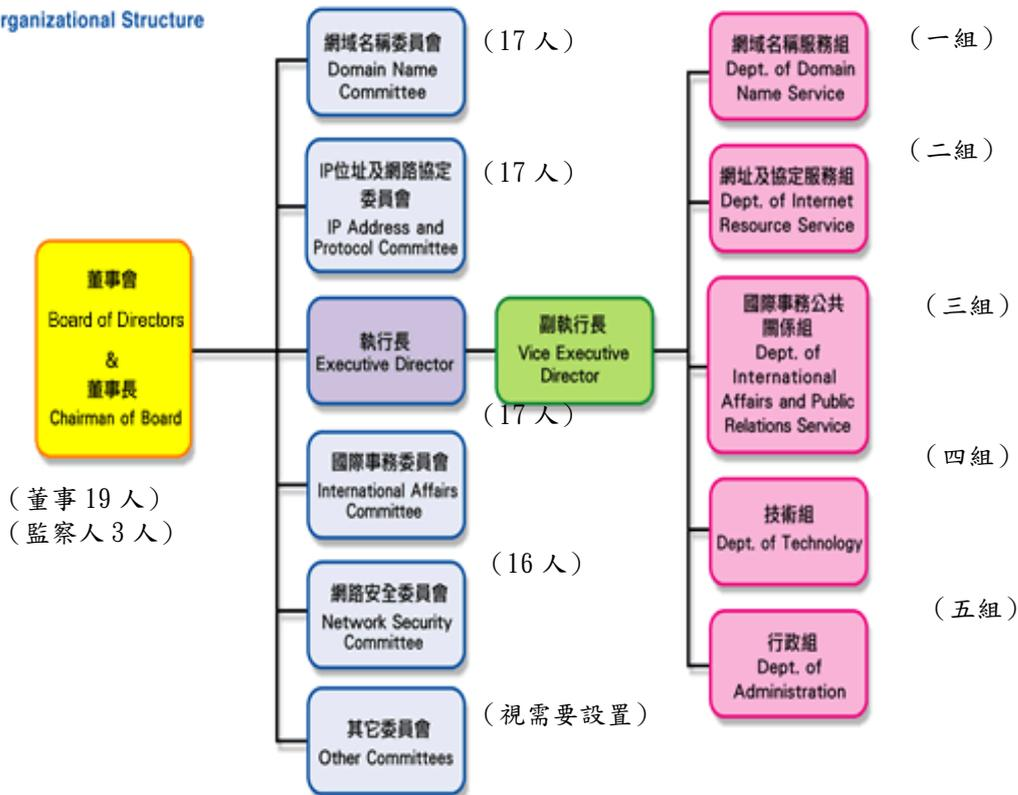 rganizational Structure
董事會
Board of Directors
&
董事長
Chairman of Board
(董事 19 人)
(監察人 3 人)
網域名稱委員會
Domain Name
Committee
(17 人)
IP位址及網路協定
委員會
IP Address and
Protocol Committee
(17 人)
執行長
Executive Director
副執行長
Vice Executive
Director
(17 人)
國際事務委員會
International Affairs
Committee
(16 人)
網路安全委員會
Network Security
Committee
其它委員會
Other Committees
(視需要設置)
網域名稱服務組
Dept. of Domain
Name Service
(一組)
網址及協定服務組
Dept. of Internet
Resource Service
(二組)
國際事務公共
關係組
Dept. of
International
Affairs and Public
Relations Service
(三組)
技術組
Dept. of Technology
(四組)
行政組
Dept. of
Administration
(五組)